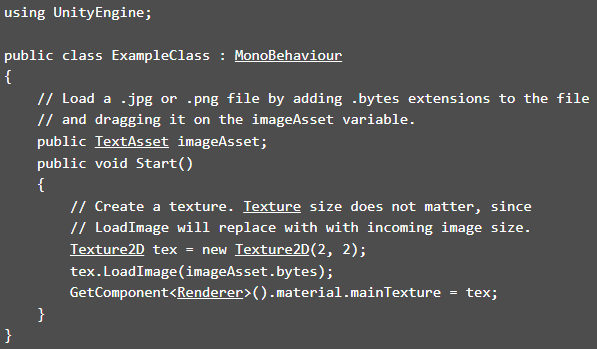 using UnityEngine;
public class ExampleClass : MonoBehaviour
{
// Load a .jpg or .png file by adding .bytes extensions to the file
// and dragging it on the imageAsset variable.
public TextAsset imageAsset;
public void Start()
{
// Create a texture. Texture size does not matter, since
// LoadImage will replace with with incoming image size.
Texture2D tex = new Texture2D(2, 2);
tex.LoadImage(imageAsset.bytes);
GetComponent<Renderer>().material.mainTexture = tex;
}
}